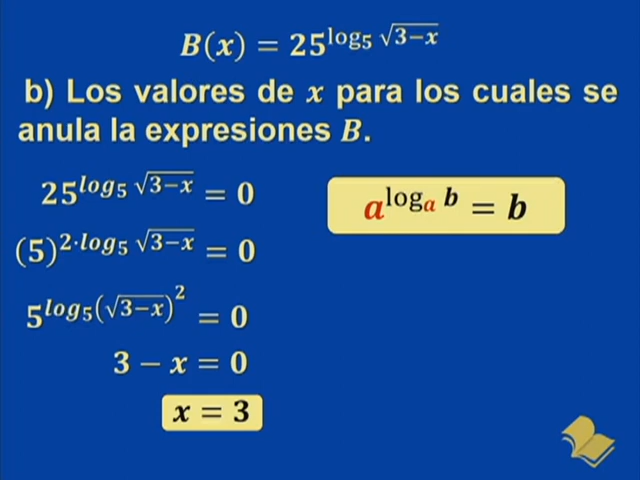 B(x) = 25^{log₅ √(3−x)}
b) Los valores de x para los cuales se
anula la expresiones B.
25^{log₅ √(3−x)} = 0
a^{logₐ b} = b
(5)^{2·log₅ √(3−x)} = 0
5^{log₅(√(3−x))²} = 0
3 − x = 0
x = 3